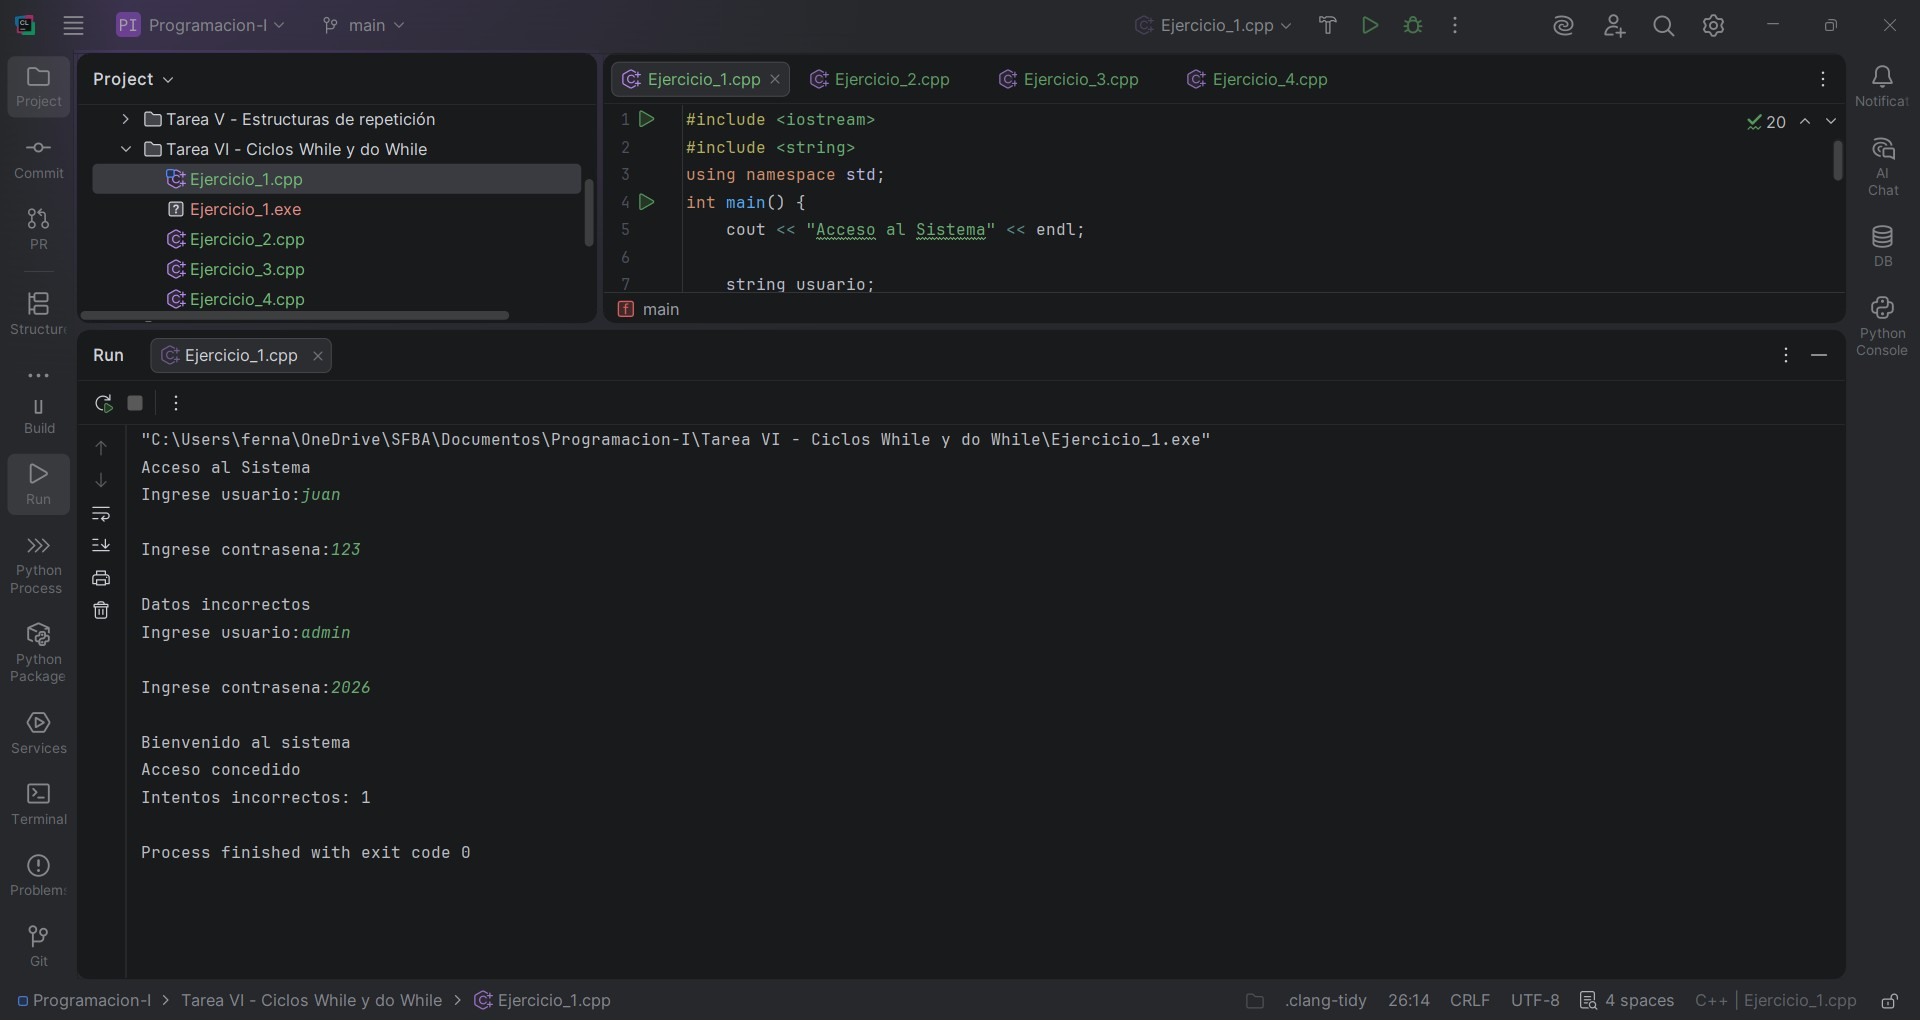 CL PI Programacion-I main Ejercicio_1.cpp
Project
Commit
PR
Structur
Build
Run
Python
Process
Python
Package
Services
Terminal
Problem
Git
Project
Tarea V - Estructuras de repetición
Tarea VI - Ciclos While y do While
Ejercicio_1.cpp
Ejercicio_1.exe
Ejercicio_2.cpp
Ejercicio_3.cpp
Ejercicio_4.cpp
Ejercicio_1.cpp Ejercicio_2.cpp Ejercicio_3.cpp Ejercicio_4.cpp
1 #include <iostream>
2 #include <string>
3 using namespace std;
4 int main() {
5 cout << "Acceso al Sistema" << endl;
6
7 string usuario;
20
f main
Notificat
AI
Chat
DB
Python
Console
Run Ejercicio_1.cpp
"C:\Users\ferna\OneDrive\SFBA\Documentos\Programacion-I\Tarea VI - Ciclos While y do While\Ejercicio_1.exe"
Acceso al Sistema
Ingrese usuario:juan
Ingrese contrasena:123
Datos incorrectos
Ingrese usuario:admin
Ingrese contrasena:2026
Bienvenido al sistema
Acceso concedido
Intentos incorrectos: 1
Process finished with exit code 0
Programacion-I > Tarea VI - Ciclos While y do While > Ejercicio_1.cpp
.clang-tidy 26:14 CRLF UTF-8 4 spaces C++ | Ejercicio_1.cpp